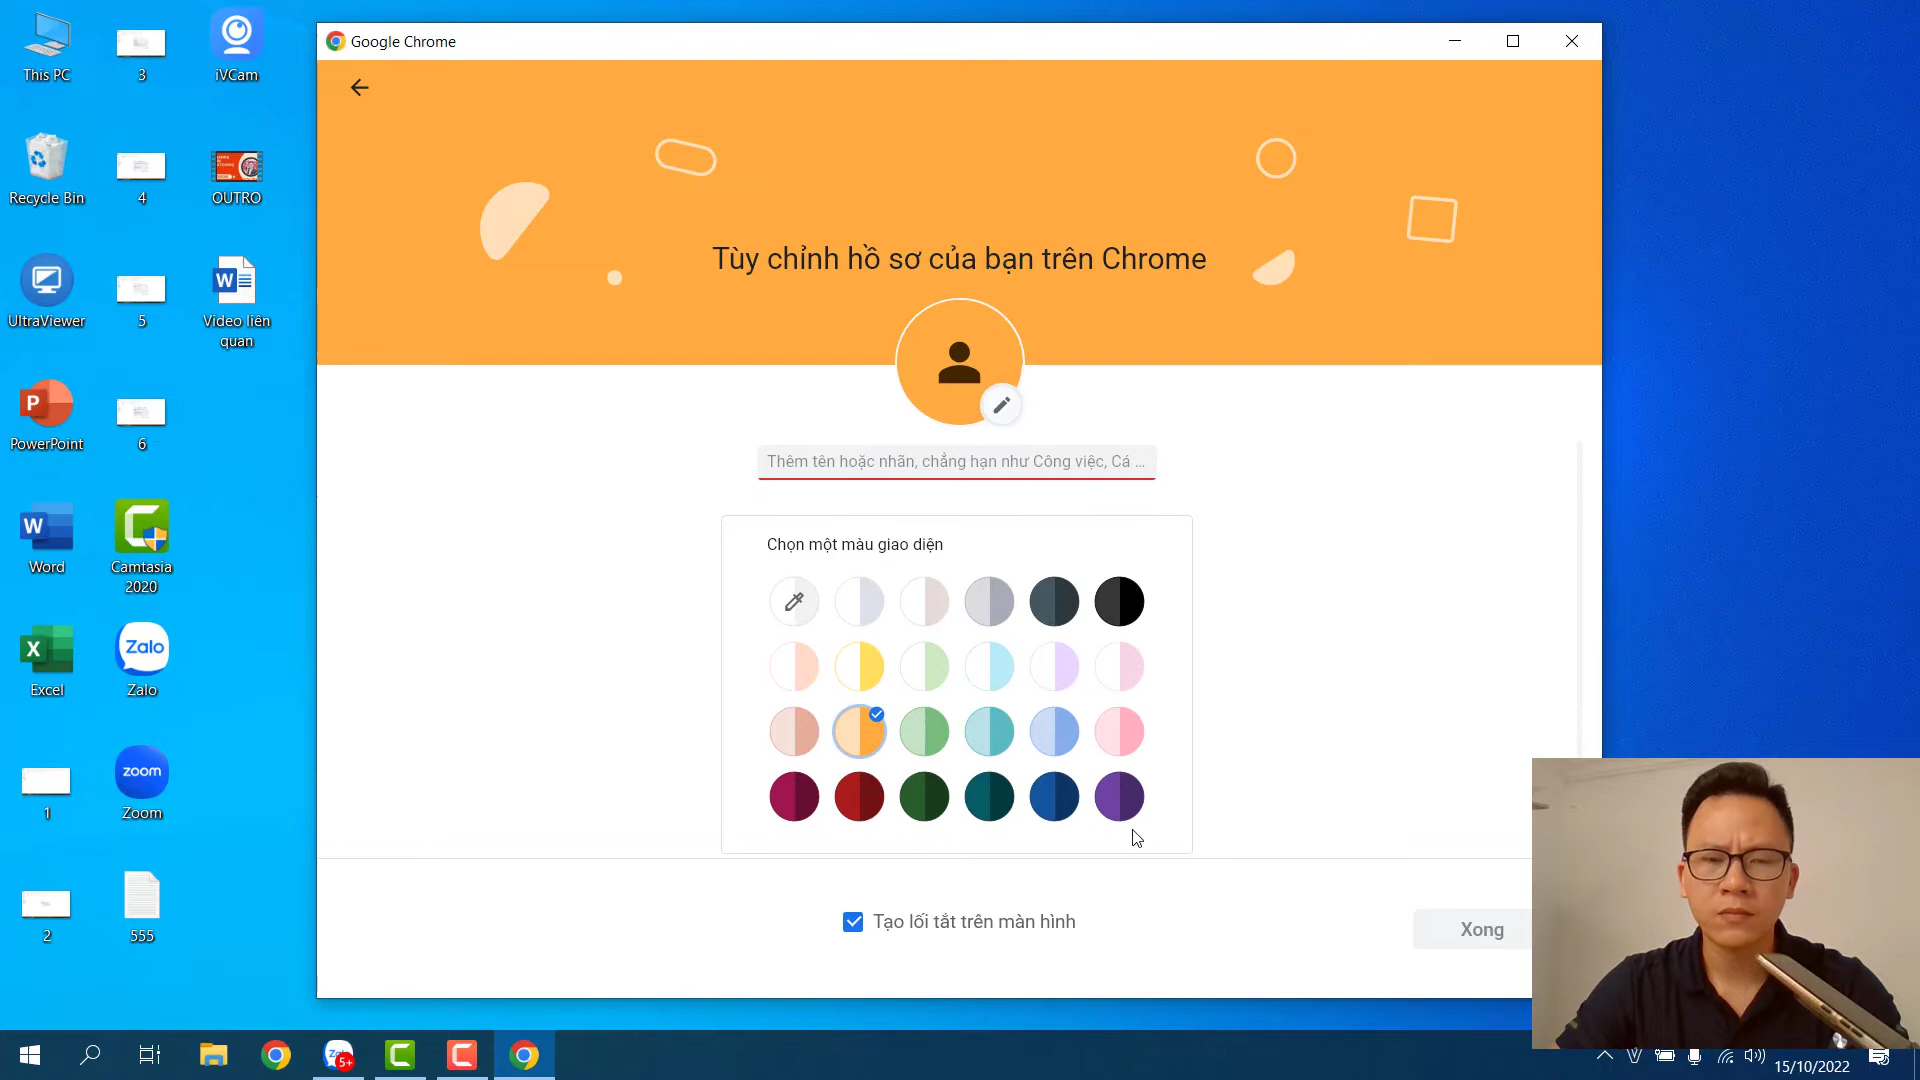 This PC
3
iVCam
Recycle Bin
4
OUTRO
UltraViewer
5
Video liên
quan
PowerPoint
6
Word
Camtasia
2020
Excel
Zalo
Zalo
1
zoom
Zoom
2
555
Google Chrome
Tùy chỉnh hồ sơ của bạn trên Chrome
Thêm tên hoặc nhãn, chẳng hạn như Công việc, Cá ...
Chọn một màu giao diện
Tạo lối tắt trên màn hình
Xong
5+
15/10/2022